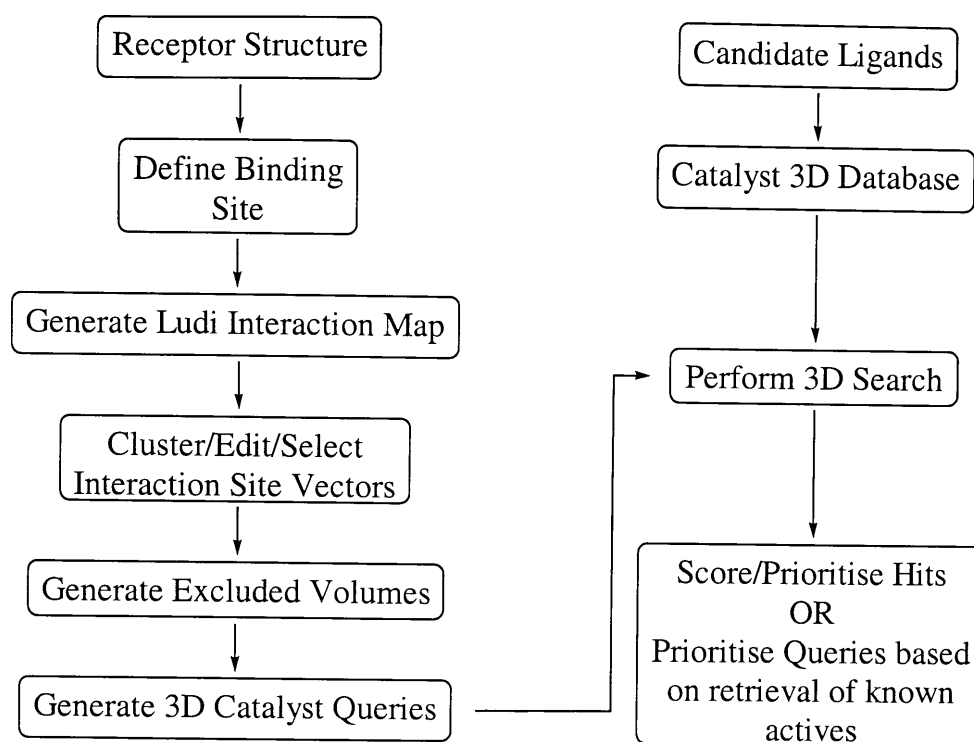 Receptor Structure
Define Binding
Site
Generate Ludi Interaction Map
Cluster/Edit/Select
Interaction Site Vectors
Generate Excluded Volumes
Generate 3D Catalyst Queries
Candidate Ligands
Catalyst 3D Database
Perform 3D Search
Score/Prioritise Hits
OR
Prioritise Queries based
on retrieval of known
actives